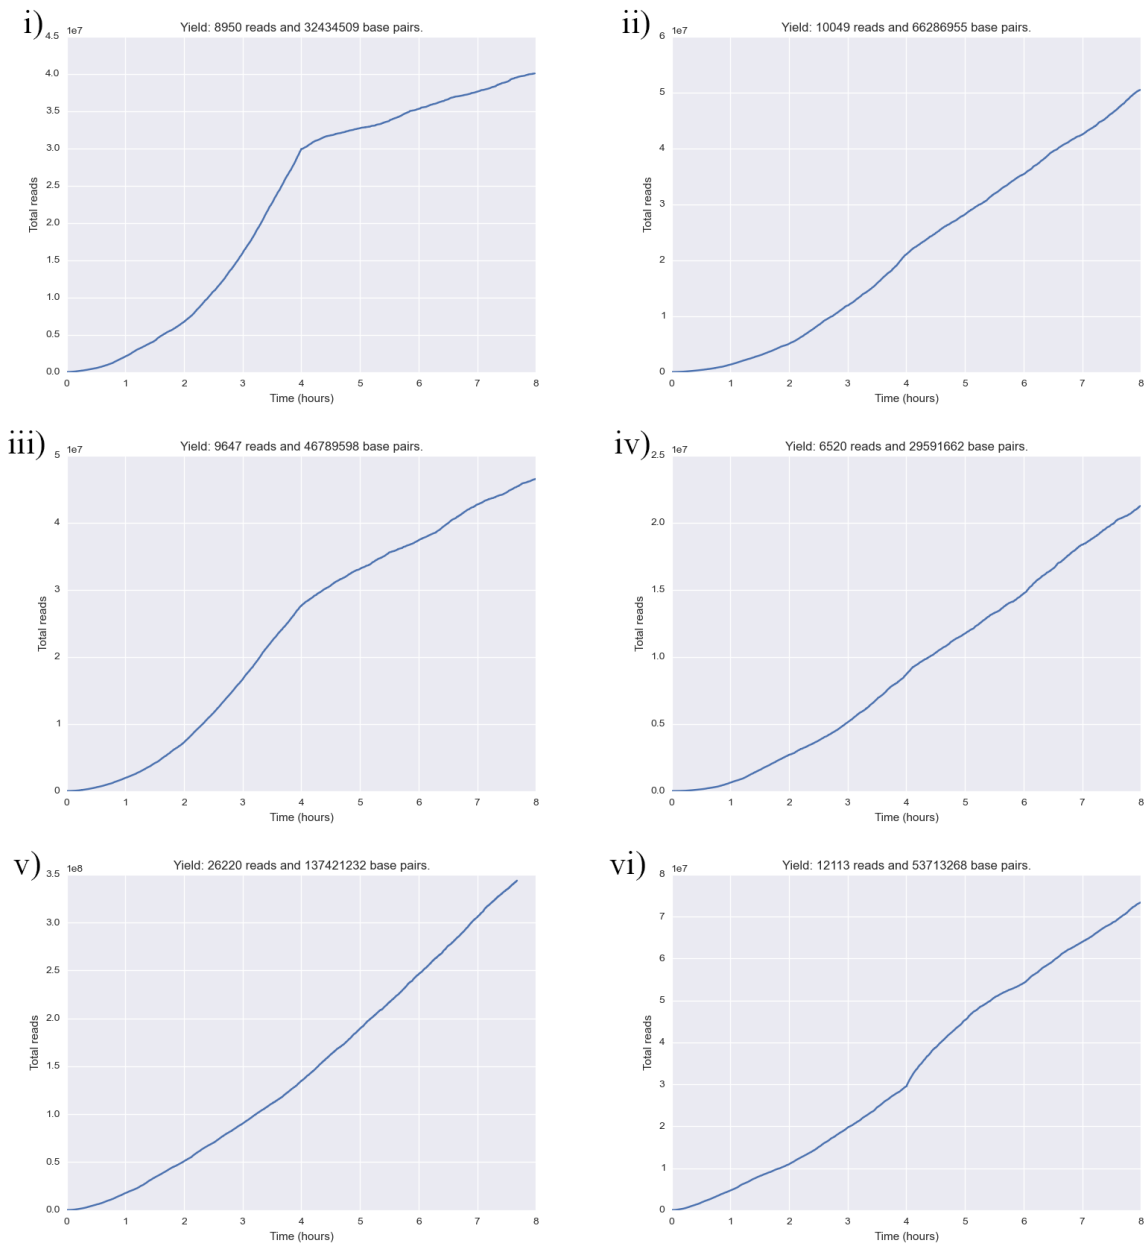 i)
Yield: 8950 reads and 32434509 base pairs.
1e7
4.5
4.0
3.5
3.0
2.5
2.0
1.5
1.0
0.5
0.0
Total reads
0 1 2 3 4 5 6 7 8
Time (hours)
ii)
Yield: 10049 reads and 66286955 base pairs.
1e7
6
5
4
3
2
1
0
Total reads
0 1 2 3 4 5 6 7 8
Time (hours)
iii)
Yield: 9647 reads and 46789598 base pairs.
1e7
5
4
3
2
1
0
Total reads
0 1 2 3 4 5 6 7 8
Time (hours)
iv)
Yield: 6520 reads and 29591662 base pairs.
1e7
2.5
2.0
1.5
1.0
0.5
0.0
Total reads
0 1 2 3 4 5 6 7 8
Time (hours)
v)
Yield: 26220 reads and 137421232 base pairs.
1e8
3.5
3.0
2.5
2.0
1.5
1.0
0.5
0.0
Total reads
0 1 2 3 4 5 6 7 8
Time (hours)
vi)
Yield: 12113 reads and 53713268 base pairs.
1e7
8
7
6
5
4
3
2
1
0
Total reads
0 1 2 3 4 5 6 7 8
Time (hours)